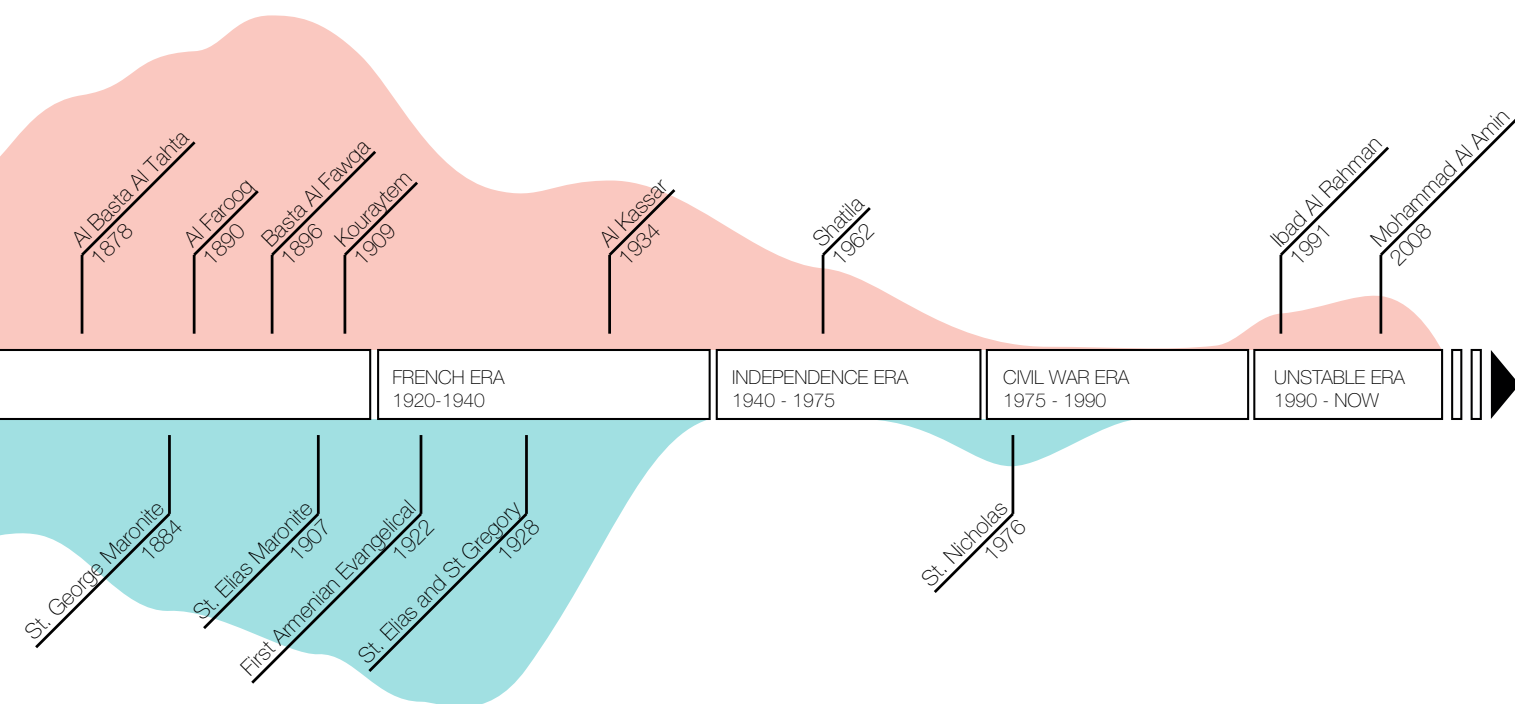 Al Basta Al Tahta
1878
Al Farooq
1890
Basta Al Fawqa
1896
Kouraytem
1909
Al Kassar
1934
Shatila
1962
Ibad Al Rahman
1991
Mohammad Al Amin
2008
FRENCH ERA
1920-1940
INDEPENDENCE ERA
1940 - 1975
CIVIL WAR ERA
1975 - 1990
UNSTABLE ERA
1990 - NOW
St. George Maronite
1884
St. Elias Maronite
1907
First Armenian Evangelical
1922
St. Elias and St Gregory
1928
St. Nicholas
1976